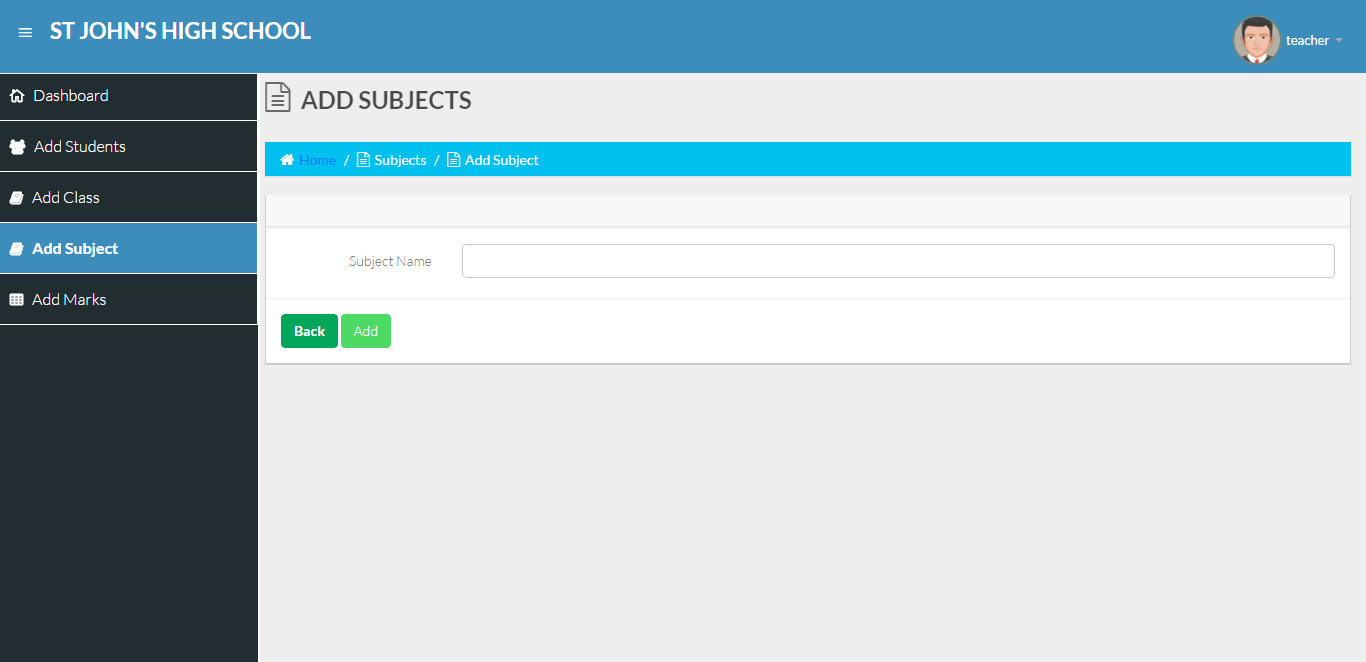 ST JOHN'S HIGH SCHOOL
teacher
Dashboard
Add Students
Add Class
Add Subject
Add Marks
ADD SUBJECTS
Home / Subjects / Add Subject
Subject Name
Back Add